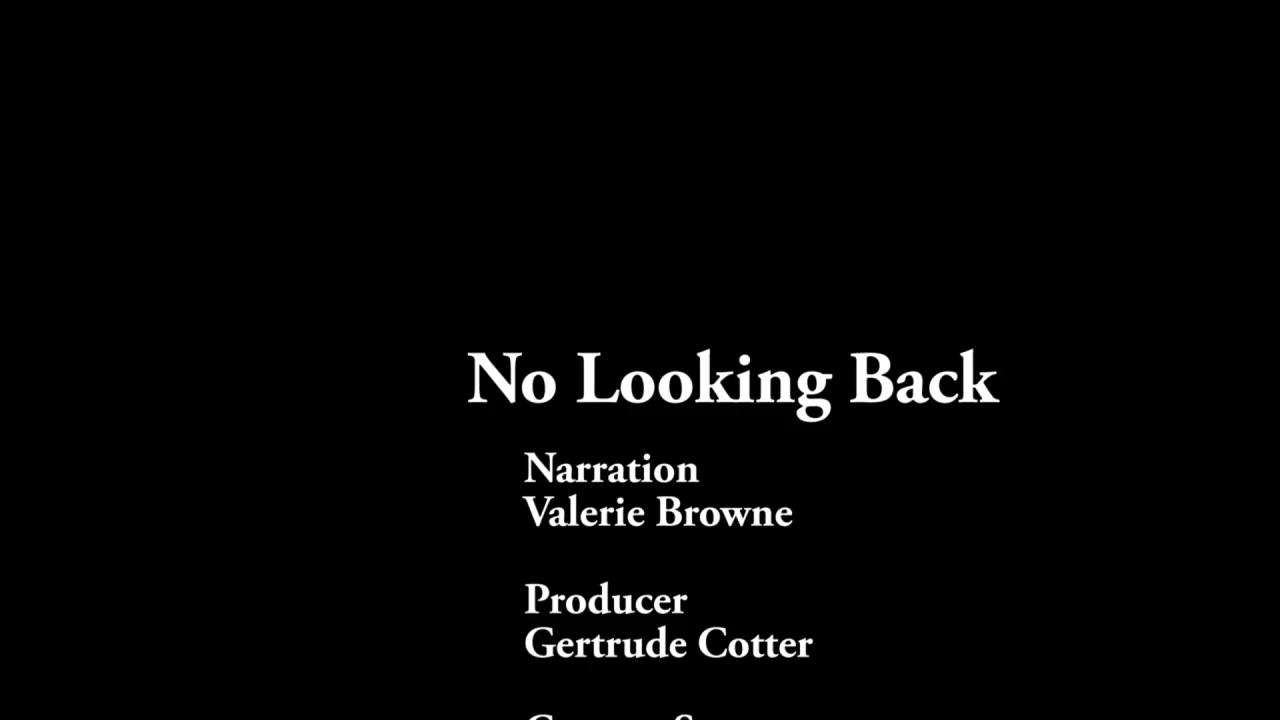 No Looking Back
Narration
Valerie Browne
Producer
Gertrude Cotter